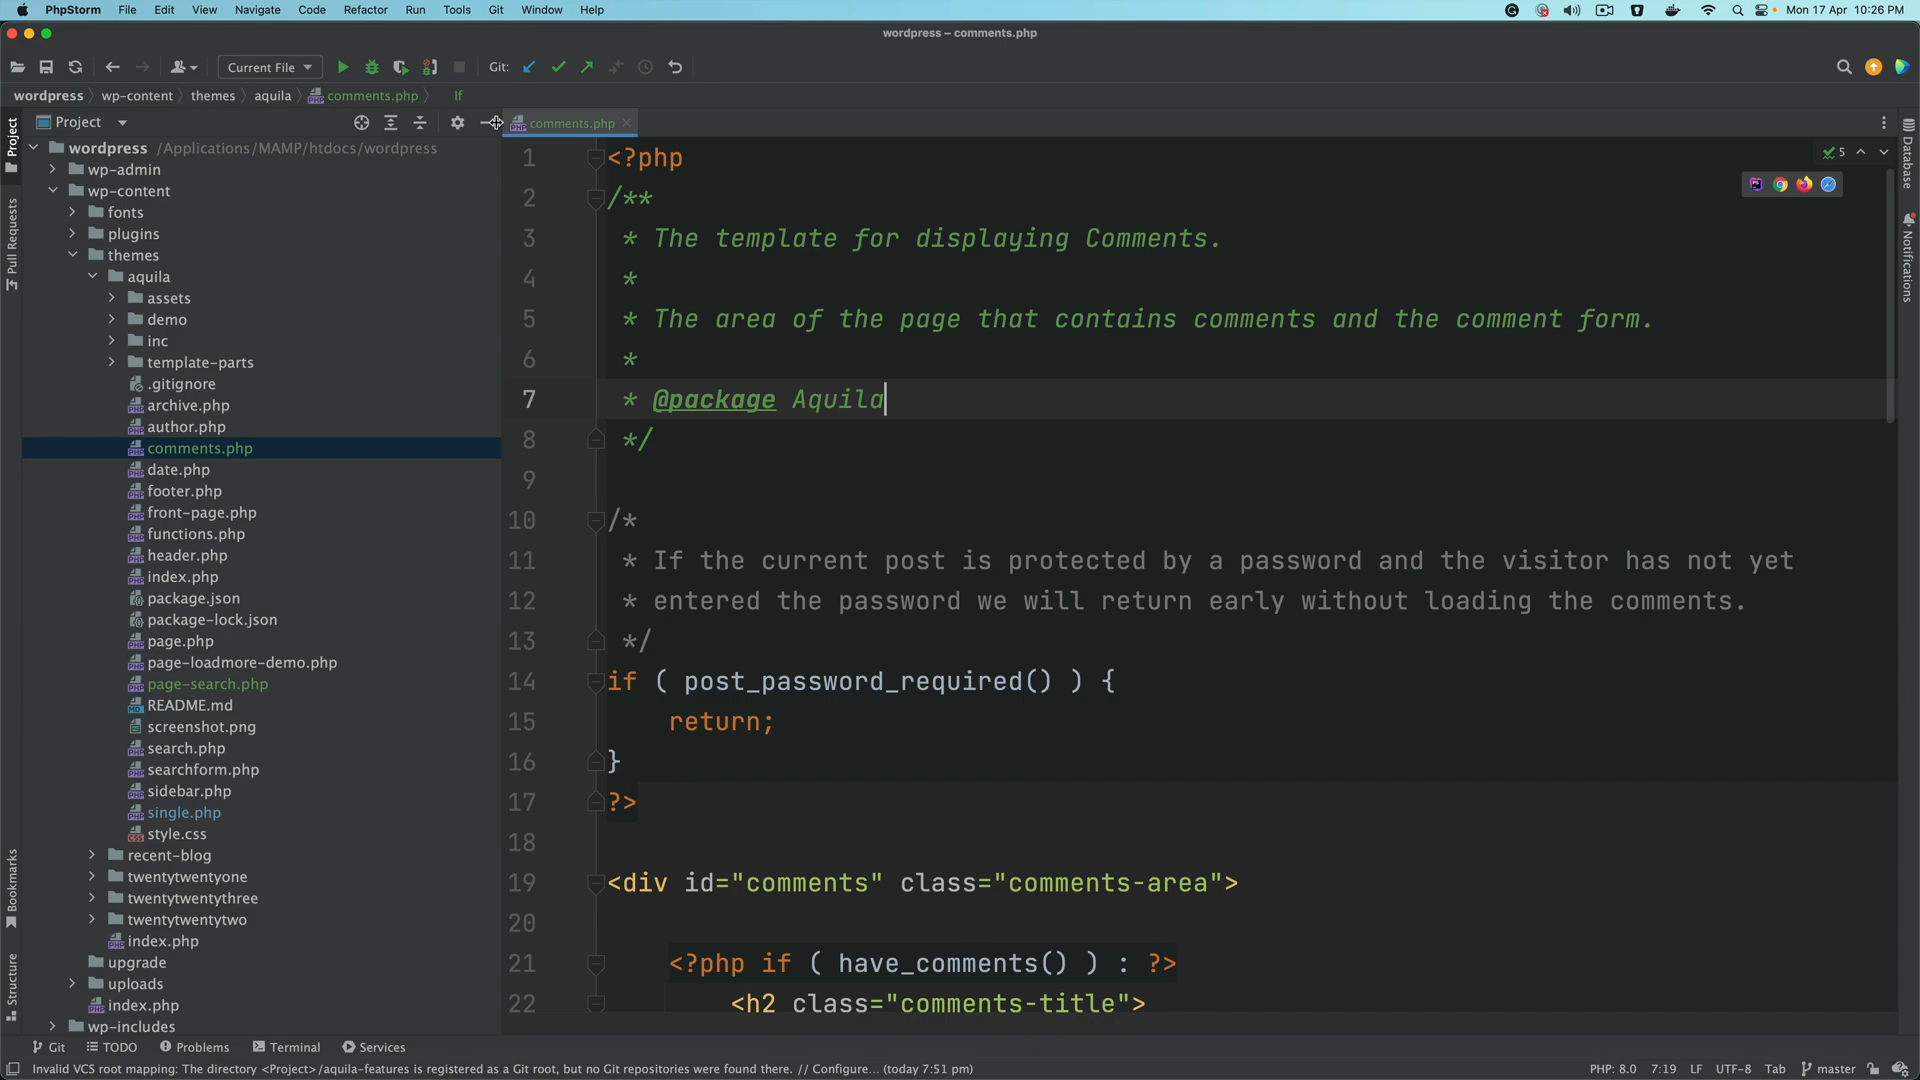 PhpStorm File Edit View Navigate Code Refactor Run Tools Git Window Help Mon 17 Apr 10:26 PM
wordpress – comments.php
Current File Git:
wordpress wp-content themes aquila comments.php If
Project
Project
Pull Requests
Bookmarks
Structure
wordpress /Applications/MAMP/htdocs/wordpress
wp-admin
wp-content
fonts
plugins
themes
aquila
assets
demo
inc
template-parts
.gitignore
archive.php
author.php
comments.php
date.php
footer.php
front-page.php
functions.php
header.php
index.php
package.json
package-lock.json
page.php
page-loadmore-demo.php
page-search.php
README.md
screenshot.png
search.php
searchform.php
sidebar.php
single.php
style.css
recent-blog
twentytwentyone
twentytwentythree
twentytwentytwo
index.php
upgrade
uploads
index.php
wp-includes
comments.php
5
1 <?php
2 /**
3 * The template for displaying Comments.
4 *
5 * The area of the page that contains comments and the comment form.
6 *
7 * @package Aquila
8 */
9
10 /*
11 * If the current post is protected by a password and the visitor has not yet
12 * entered the password we will return early without loading the comments.
13 */
14 if ( post_password_required() ) {
15 return;
16 }
17 ?>
18
19 <div id="comments" class="comments-area">
20
21 <?php if ( have_comments() ) : ?>
22 <h2 class="comments-title">
Database
Notifications
Git TODO Problems Terminal Services
Invalid VCS root mapping: The directory <Project>/aquila-features is registered as a Git root, but no Git repositories were found there. // Configure... (today 7:51 pm) PHP: 8.0 7:19 LF UTF-8 Tab master